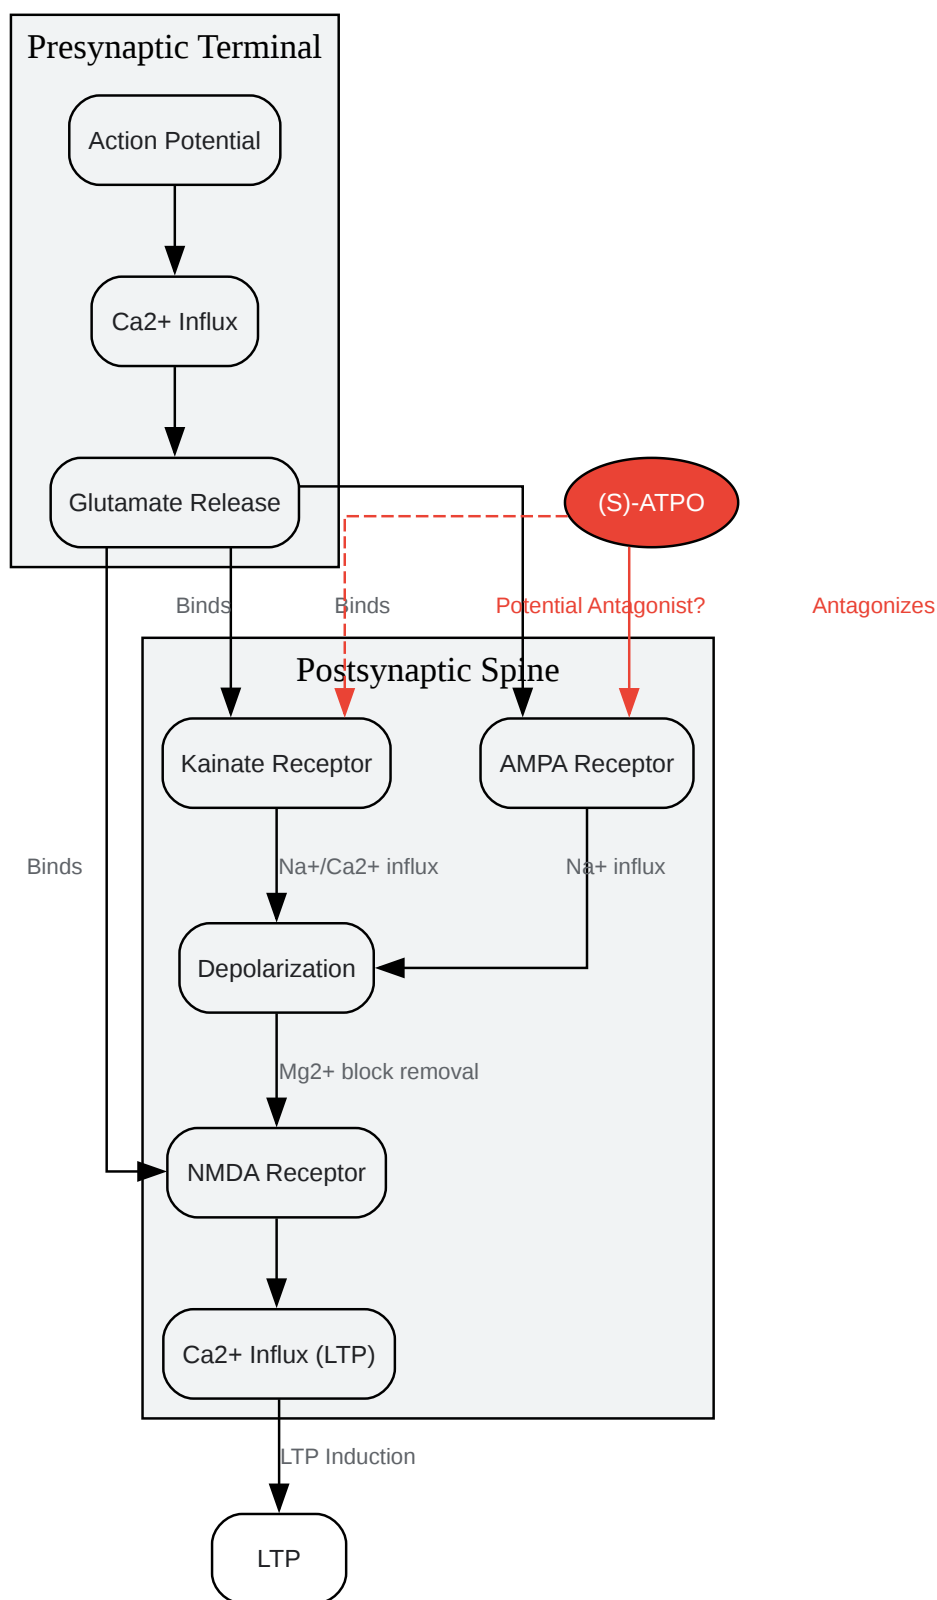 Presynaptic Terminal
Action Potential
Ca2+ Influx
Glutamate Release
(S)-ATPO
Binds
Binds
Potential Antagonist?
Antagonizes
Postsynaptic Spine
Kainate Receptor
AMPA Receptor
Binds
Na+/Ca2+ influx
Na+ influx
Depolarization
Mg2+ block removal
NMDA Receptor
Ca2+ Influx (LTP)
LTP Induction
LTP